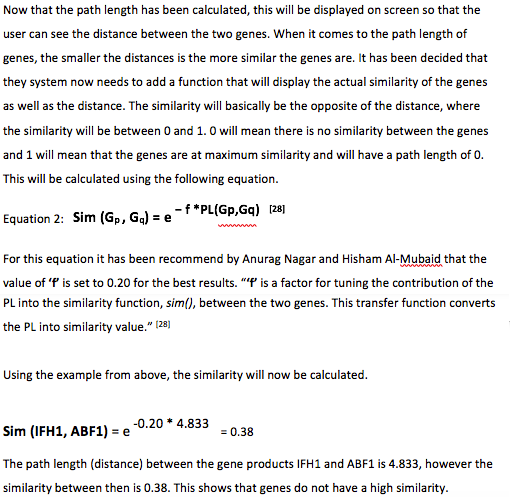 Now that the path length has been calculated, this will be displayed on screen so that the
user can see the distance between the two genes. When it comes to the path length of
genes, the smaller the distances is the more similar the genes are. It has been decided that
they system now needs to add a function that will display the actual similarity of the genes
as well as the distance. The similarity will basically be the opposite of the distance, where
the similarity will be between 0 and 1. 0 will mean there is no similarity between the genes
and 1 will mean that the genes are at maximum similarity and will have a path length of 0.
This will be calculated using the following equation.
Equation 2: Sim (Gp, Gq) = e –f *PL(Gp,Gq) [28]
For this equation it has been recommend by Anurag Nagar and Hisham Al-Mubaid that the
value of ‘f’ is set to 0.20 for the best results. “‘f’ is a factor for tuning the contribution of the
PL into the similarity function, sim(), between the two genes. This transfer function converts
the PL into similarity value.” [28]
Using the example from above, the similarity will now be calculated.
Sim (IFH1, ABF1) = e -0.20 * 4.833 = 0.38
The path length (distance) between the gene products IFH1 and ABF1 is 4.833, however the
similarity between then is 0.38. This shows that genes do not have a high similarity.